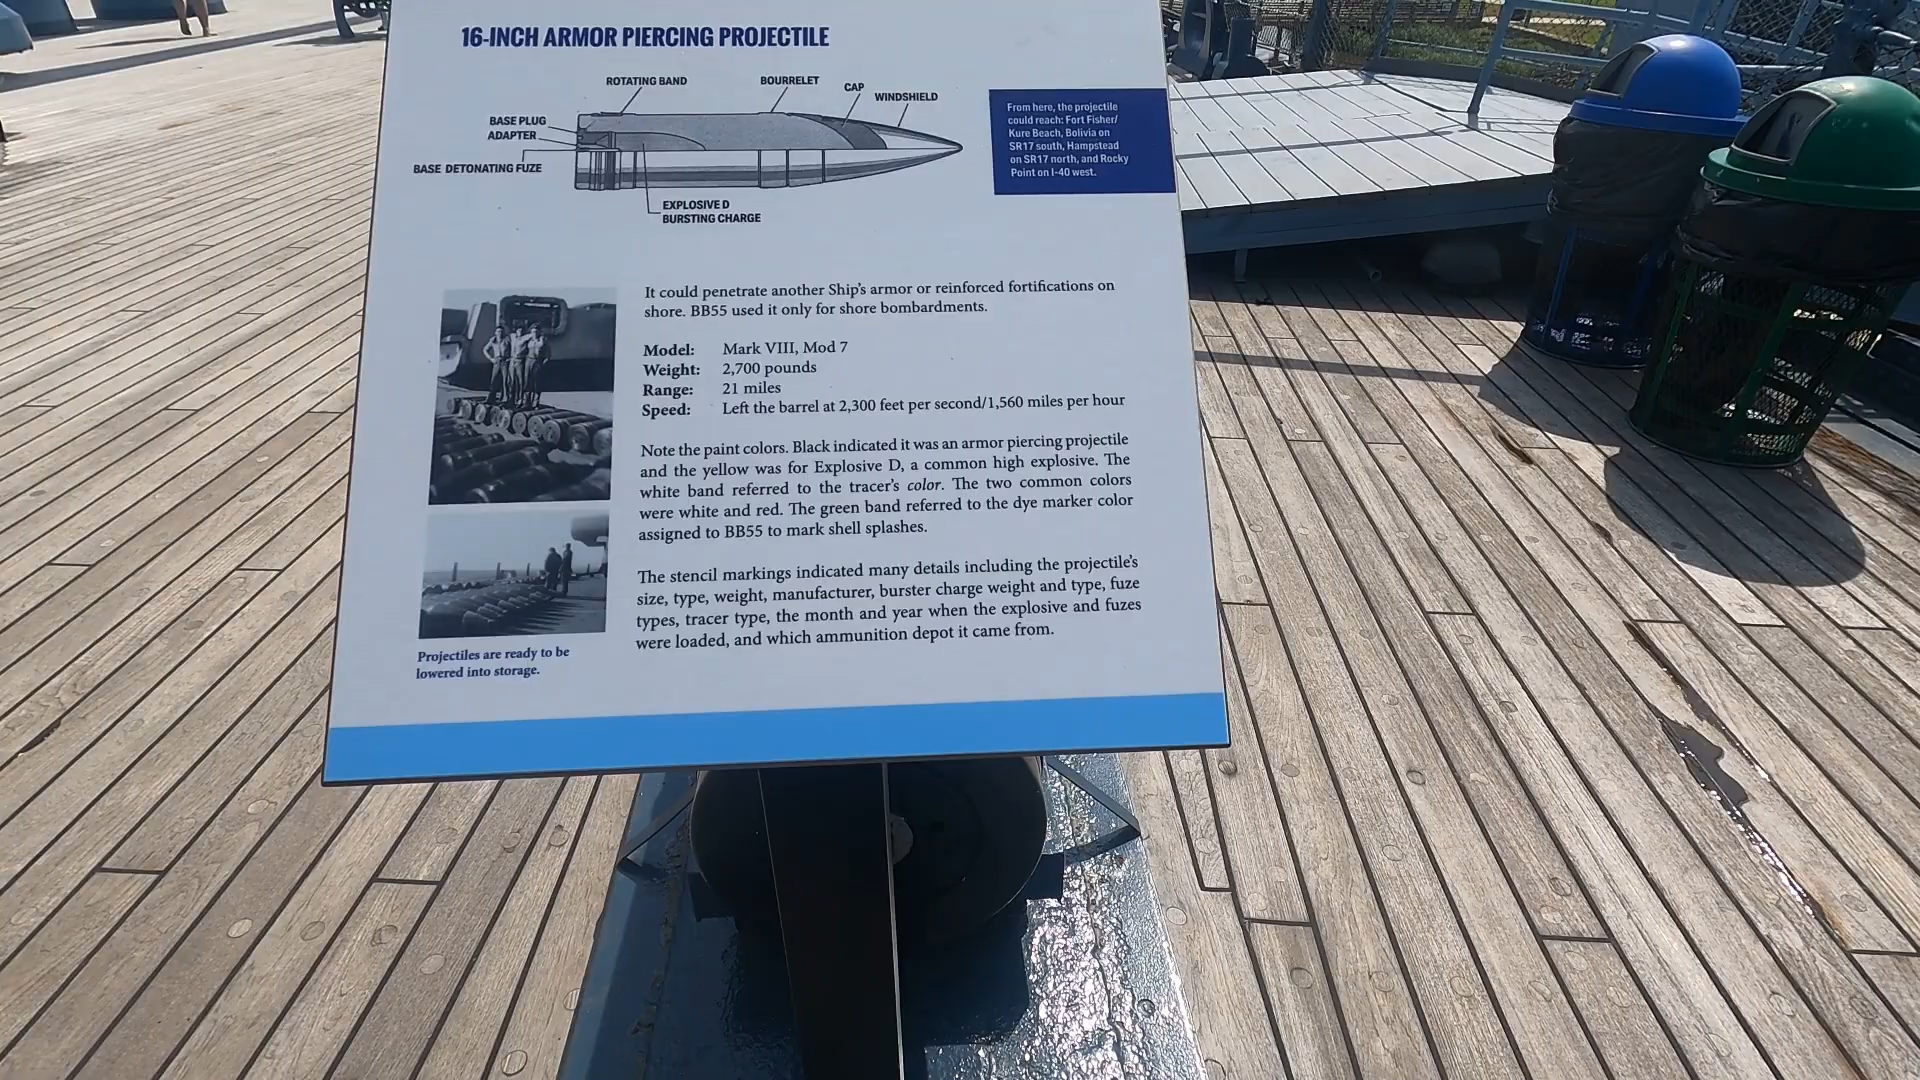 16-INCH ARMOR PIERCING PROJECTILE
ROTATING BAND
BOURRELET
CAP
WINDSHIELD
BASE PLUG
ADAPTER
BASE DETONATING FUZE
EXPLOSIVE D
BURSTING CHARGE
From here, the projectile
could reach: Fort Fisher/
Kure Beach, Bolivia on
SR17 south, Hampstead
on SR17 north, and Rocky
Point on I-40 west.
It could penetrate another Ship's armor or reinforced fortifications on
shore. BB55 used it only for shore bombardments.
Model: Mark VIII, Mod 7
Weight: 2,700 pounds
Range: 21 miles
Speed: Left the barrel at 2,300 feet per second/1,560 miles per hour
Note the paint colors. Black indicated it was an armor piercing projectile
and the yellow was for Explosive D, a common high explosive. The
white band referred to the tracer's color. The two common colors
were white and red. The green band referred to the dye marker color
assigned to BB55 to mark shell splashes.
The stencil markings indicated many details including the projectile's
size, type, weight, manufacturer, burster charge weight and type, fuze
types, tracer type, the month and year when the explosive and fuzes
were loaded, and which ammunition depot it came from.
Projectiles are ready to be
lowered into storage.